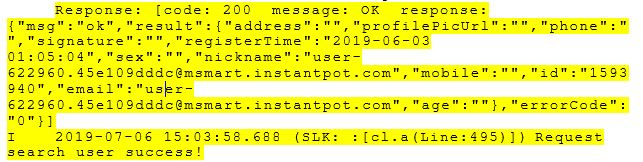 Response: [code: 200  message: OK  response:
{"msg":"ok","result":{"address":"","profilePicUrl":"","phone":"
","signature":"","registerTime":"2019-06-03
01:05:04","sex":"","nickname":"user-
622960.45e109dddc@msmart.instantpot.com","mobile":"","id":"1593
940","email":"user-
622960.45e109dddc@msmart.instantpot.com","age":""},"errorCode":
"0"}]
I    2019-07-06 15:03:58.688 (SLK: :[cl.a(Line:495)]) Request
search user success!